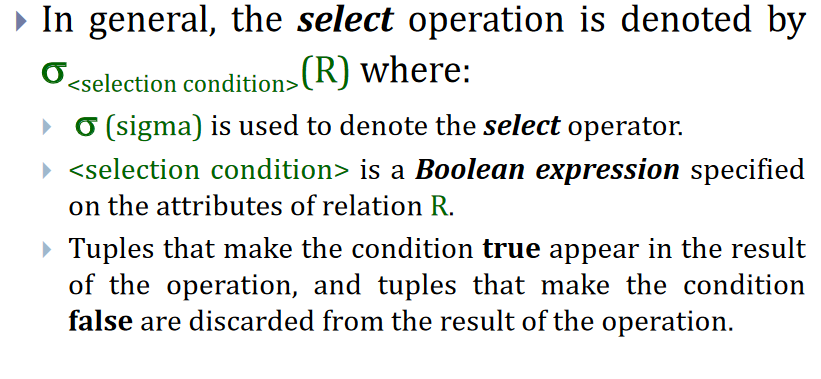 In general, the select operation is denoted by
σ<selection condition>(R) where:
σ (sigma) is used to denote the select operator.
<selection condition> is a Boolean expression specified
on the attributes of relation R.
Tuples that make the condition true appear in the result
of the operation, and tuples that make the condition
false are discarded from the result of the operation.